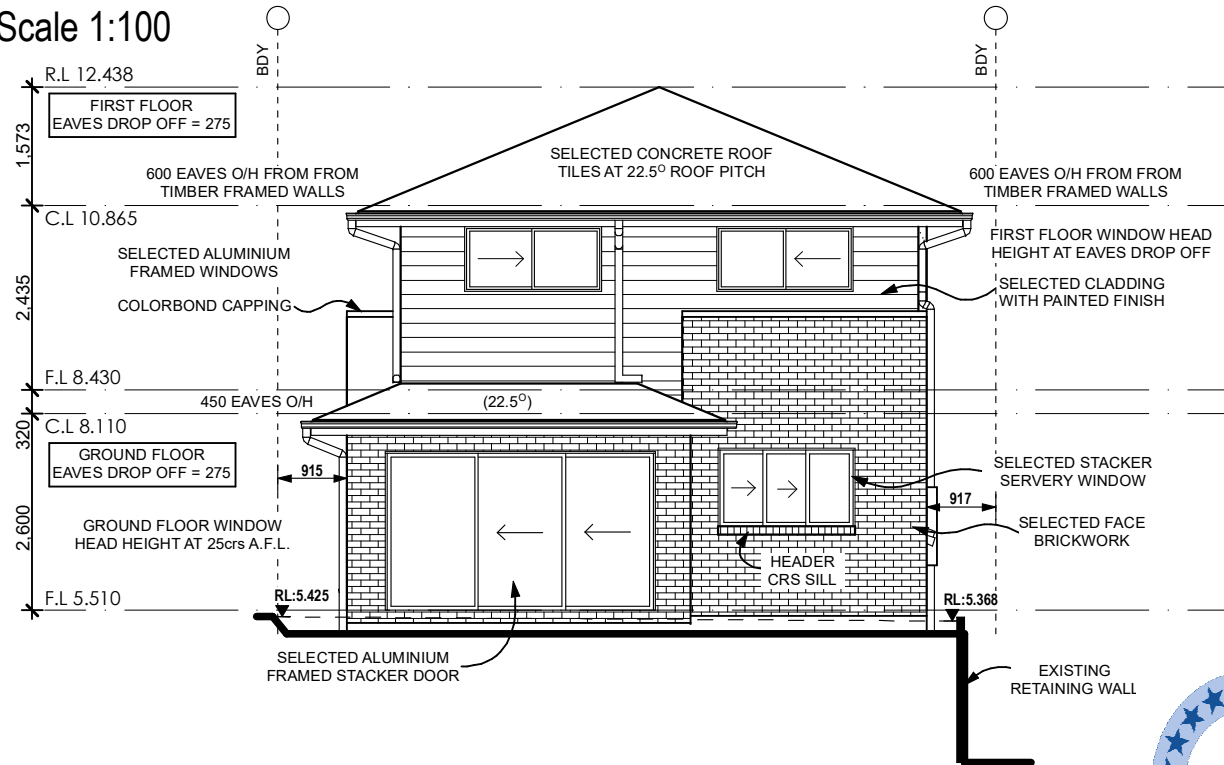 Scale 1:100
BDY
BDY
R.L 12.438
FIRST FLOOR
EAVES DROP OFF = 275
1,573
SELECTED CONCRETE ROOF
TILES AT 22.5° ROOF PITCH
600 EAVES O/H FROM FROM
TIMBER FRAMED WALLS
600 EAVES O/H FROM FROM
TIMBER FRAMED WALLS
C.L 10.865
FIRST FLOOR WINDOW HEAD
HEIGHT AT EAVES DROP OFF
SELECTED ALUMINIUM
FRAMED WINDOWS
SELECTED CLADDING
WITH PAINTED FINISH
2,435
COLORBOND CAPPING
F.L 8.430
450 EAVES O/H
(22.5°)
320
C.L 8.110
GROUND FLOOR
EAVES DROP OFF = 275
915
SELECTED STACKER
SERVERY WINDOW
917
2,600
GROUND FLOOR WINDOW
HEAD HEIGHT AT 25crs A.F.L.
SELECTED FACE
BRICKWORK
HEADER
CRS SILL
F.L 5.510
RL:5.425
RL:5.368
SELECTED ALUMINIUM
FRAMED STACKER DOOR
EXISTING
RETAINING WALL